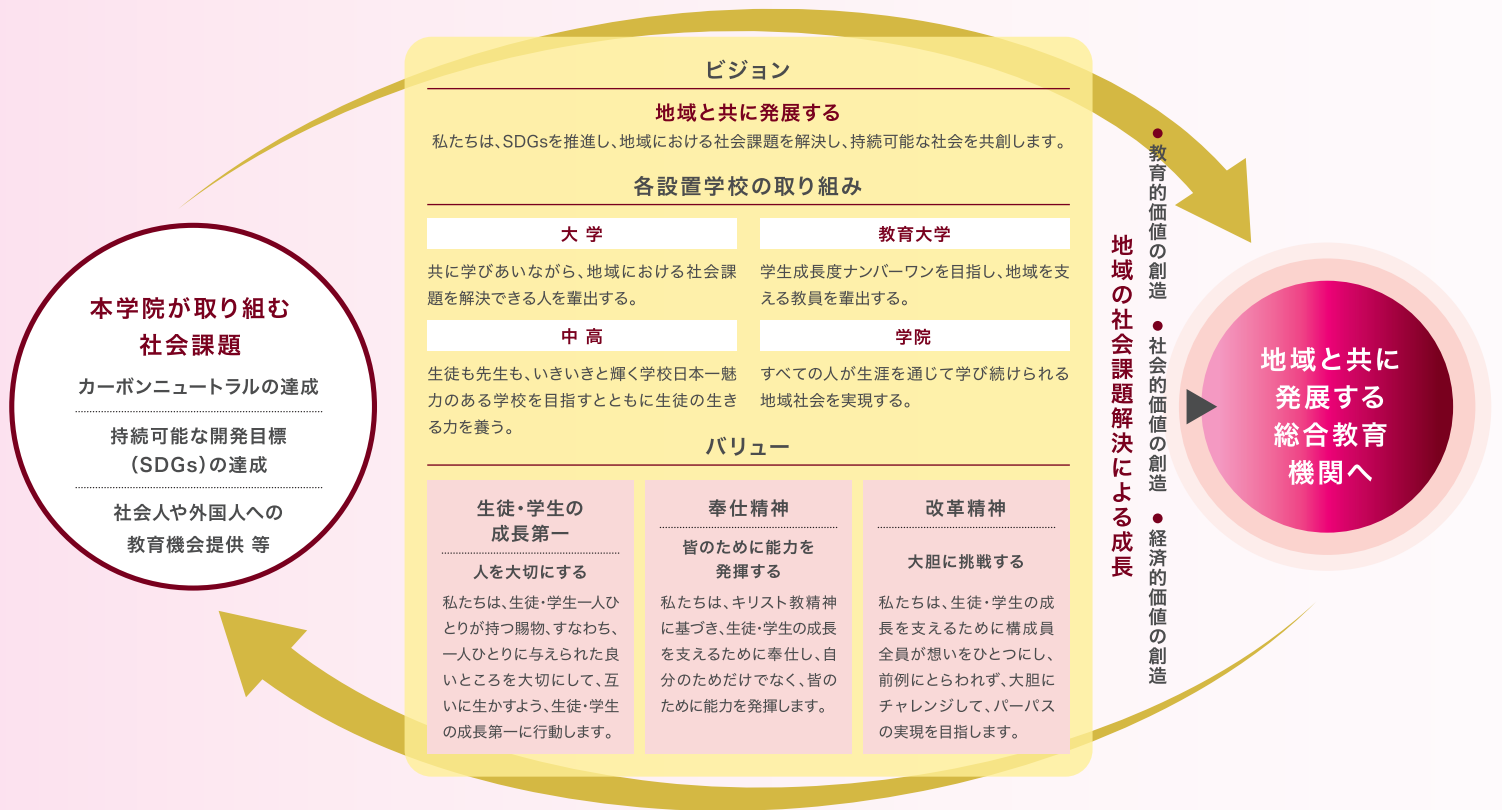 本学院が取り組む
社会課題
カーボンニュートラルの達成
持続可能な開発目標
（SDGs）の達成
社会人や外国人への
教育機会提供 等
ビジョン
地域と共に発展する
私たちは、SDGsを推進し、地域における社会課題を解決し、持続可能な社会を共創します。
各設置学校の取り組み
大 学
共に学びあいながら、地域における社会課
題を解決できる人を輩出する。
教育大学
学生成長度ナンバーワンを目指し、地域を支
える教員を輩出する。
中 高
生徒も先生も、いきいきと輝く学校日本一魅
力のある学校を目指すとともに生徒の生き
る力を養う。
学院
すべての人が生涯を通じて学び続けられる
地域社会を実現する。
バリュー
生徒・学生の
成長第一
人を大切にする
私たちは、生徒・学生一人ひ
とりが持つ賜物、すなわち、
一人ひとりに与えられた良
いところを大切にして、互
いに生かすよう、生徒・学生
の成長第一に行動します。
奉仕精神
皆のために能力を
発揮する
私たちは、キリスト教精神
に基づき、生徒・学生の成長
を支えるために奉仕し、自
分のためだけでなく、皆の
ために能力を発揮します。
改革精神
大胆に挑戦する
私たちは、生徒・学生の成
長を支えるために構成員
全員が想いをひとつにし、
前例にとらわれず、大胆に
チャレンジして、パーパス
の実現を目指します。
地域の社会課題解決による成長
●教育的価値の創造 ●社会的価値の創造 ●経済的価値の創造
地域と共に
発展する
総合教育
機関へ